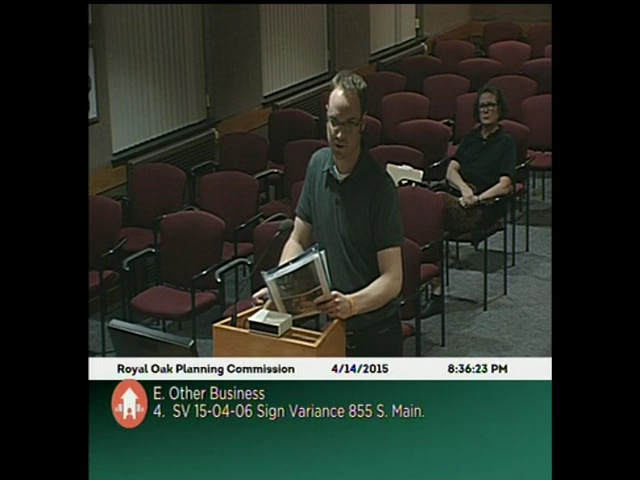 Royal Oak Planning Commission 4/14/2015 8:36:23 PM
E. Other Business
4. SV 15-04-06 Sign Variance 855 S. Main.